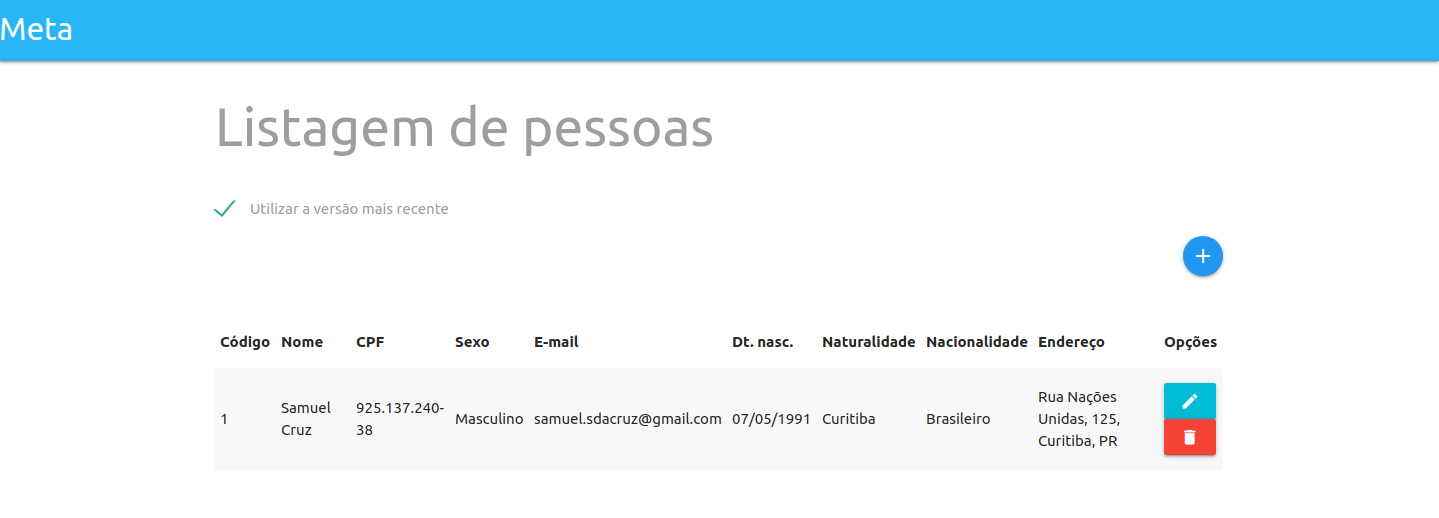 Meta
Listagem de pessoas
Utilizar a versão mais recente
Código Nome CPF Sexo E-mail Dt. nasc. Naturalidade Nacionalidade Endereço Opções
1 Samuel Cruz 925.137.240-38 Masculino samuel.sdacruz@gmail.com 07/05/1991 Curitiba Brasileiro Rua Nações Unidas, 125, Curitiba, PR